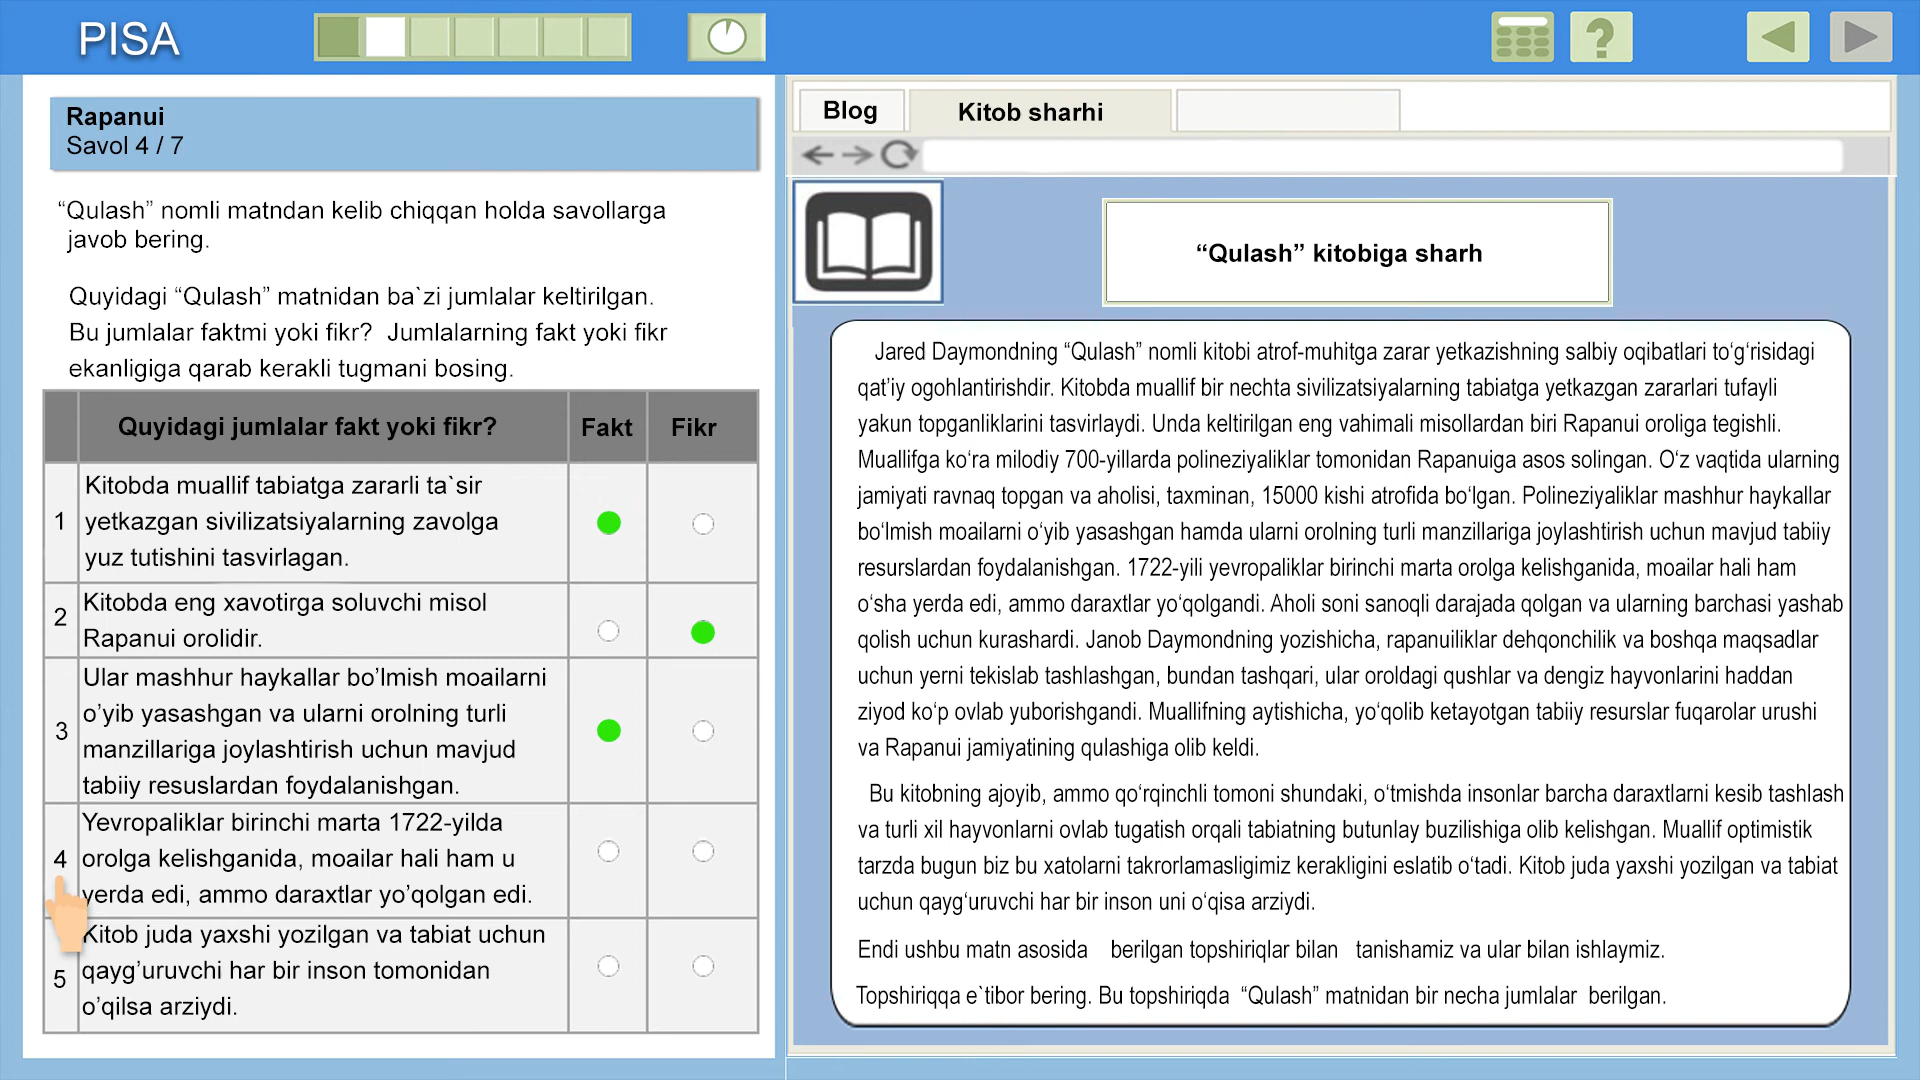 PISA
Rapanui
Savol 4 / 7
“Qulash” nomli matndan kelib chiqqan holda savollarga
javob bering.
Quyidagi “Qulash” matnidan ba`zi jumlalar keltirilgan.
Bu jumlalar faktmi yoki fikr? Jumlalarning fakt yoki fikr
ekanligiga qarab kerakli tugmani bosing.
Quyidagi jumlalar fakt yoki fikr? Fakt Fikr
1
Kitobda muallif tabiatga zararli ta`sir
yetkazgan sivilizatsiyalarning zavolga
yuz tutishini tasvirlagan.
2
Kitobda eng xavotirga soluvchi misol
Rapanui orolidir.
3
Ular mashhur haykallar bo’lmish moailarni
o’yib yasashgan va ularni orolning turli
manzillariga joylashtirish uchun mavjud
tabiiy resuslardan foydalanishgan.
4
Yevropaliklar birinchi marta 1722-yilda
orolga kelishganida, moailar hali ham u
yerda edi, ammo daraxtlar yo’qolgan edi.
5
Kitob juda yaxshi yozilgan va tabiat uchun
qayg’uruvchi har bir inson tomonidan
o’qilsa arziydi.
Blog
Kitob sharhi
“Qulash” kitobiga sharh
Jared Daymondning “Qulash” nomli kitobi atrof-muhitga zarar yetkazishning salbiy oqibatlari to‘g‘risidagi
qat’iy ogohlantirishdir. Kitobda muallif bir nechta sivilizatsiyalarning tabiatga yetkazgan zararlari tufayli
yakun topganliklarini tasvirlaydi. Unda keltirilgan eng vahimali misollardan biri Rapanui oroliga tegishli.
Muallifga ko‘ra milodiy 700-yillarda polineziyaliklar tomonidan Rapanuiga asos solingan. O‘z vaqtida ularning
jamiyati ravnaq topgan va aholisi, taxminan, 15000 kishi atrofida bo‘lgan. Polineziyaliklar mashhur haykallar
bo‘lmish moailarni o‘yib yasashgan hamda ularni orolning turli manzillariga joylashtirish uchun mavjud tabiiy
resurslardan foydalanishgan. 1722-yili yevropaliklar birinchi marta orolga kelishganida, moailar hali ham
o‘sha yerda edi, ammo daraxtlar yo‘qolgandi. Aholi soni sanoqli darajada qolgan va ularning barchasi yashab
qolish uchun kurashardi. Janob Daymondning yozishicha, rapanuiliklar dehqonchilik va boshqa maqsadlar
uchun yerni tekislab tashlashgan, bundan tashqari, ular oroldagi qushlar va dengiz hayvonlarini haddan
ziyod ko‘p ovlab yuborishgandi. Muallifning aytishicha, yo‘qolib ketayotgan tabiiy resurslar fuqarolar urushi
va Rapanui jamiyatining qulashiga olib keldi.
Bu kitobning ajoyib, ammo qo‘rqinchli tomoni shundaki, o‘tmishda insonlar barcha daraxtlarni kesib tashlash
va turli xil hayvonlarni ovlab tugatish orqali tabiatning butunlay buzilishiga olib kelishgan. Muallif optimistik
tarzda bugun biz bu xatolarni takrorlamasligimiz kerakligini eslatib o‘tadi. Kitob juda yaxshi yozilgan va tabiat
uchun qayg‘uruvchi har bir inson uni o‘qisa arziydi.
Endi ushbu matn asosida berilgan topshiriqlar bilan tanishamiz va ular bilan ishlaymiz.
Topshiriqqa e`tibor bering. Bu topshiriqda “Qulash” matnidan bir necha jumlalar berilgan.